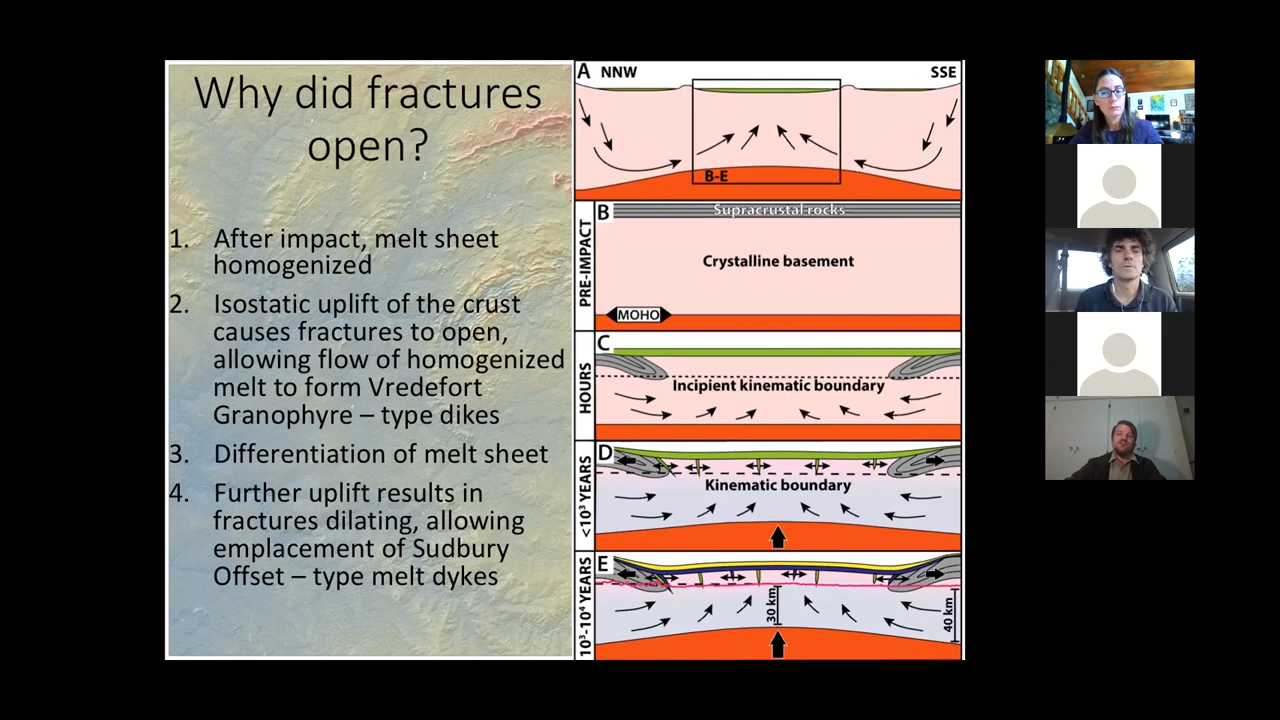 Why did fractures
open?
1. After impact, melt sheet
homogenized
2. Isostatic uplift of the crust
causes fractures to open,
allowing flow of homogenized
melt to form Vredefort
Granophyre – type dikes
3. Differentiation of melt sheet
4. Further uplift results in
fractures dilating, allowing
emplacement of Sudbury
Offset – type melt dykes
A NNW SSE
B-E
PRE-IMPACT
B
Supracrustal rocks
Crystalline basement
MOHO
HOURS
C
Incipient kinematic boundary
<10³ YEARS
D
Kinematic boundary
10³-10⁴ YEARS
E
30 km
40 km